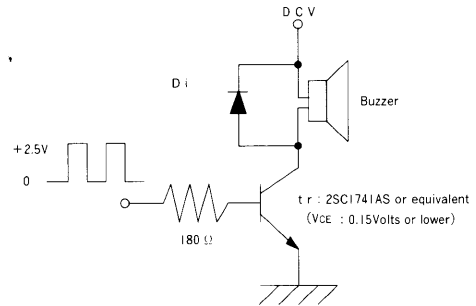 DCV
Di
Buzzer
+2.5V
0
tr : 2SC1741AS or equivalent
(VCE : 0.15Volts or lower)
180 Ω